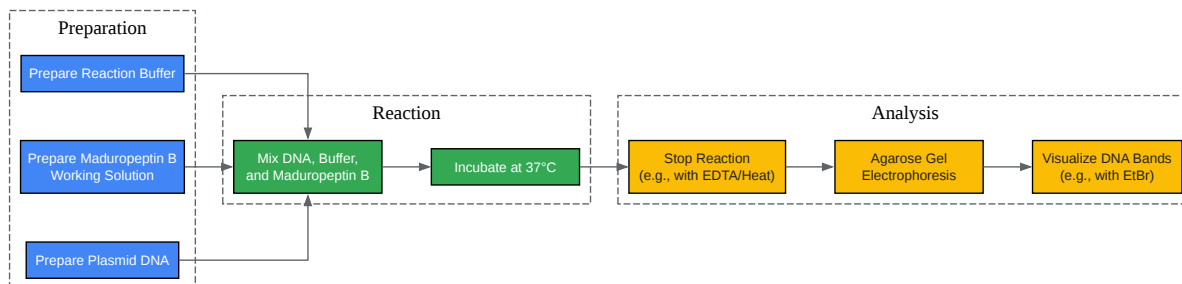 Preparation
Prepare Reaction Buffer
Prepare Maduropeptin B
Working Solution
Prepare Plasmid DNA
Reaction
Mix DNA, Buffer,
and Maduropeptin B
Incubate at 37°C
Analysis
Stop Reaction
(e.g., with EDTA/Heat)
Agarose Gel
Electrophoresis
Visualize DNA Bands
(e.g., with EtBr)